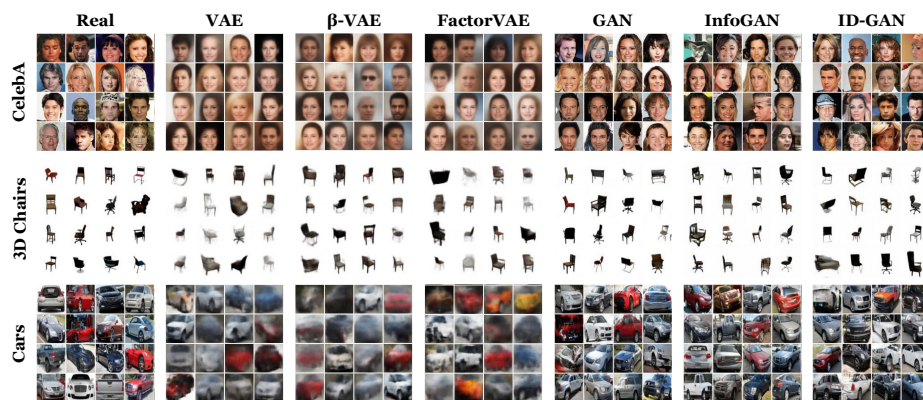 Real VAE β-VAE FactorVAE GAN InfoGAN ID-GAN
CelebA
3D Chairs
Cars